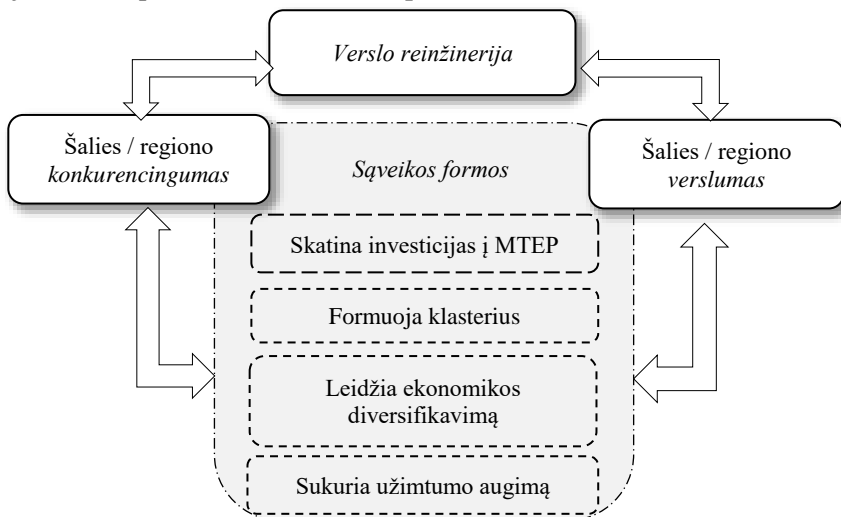 Verslo reinžinerija
Šalies / regiono
konkurencingumas
Šalies / regiono
verslumas
Sąveikos formos
Skatina investicijas į MTEP
Formuoja klasterius
Leidžia ekonomikos
diversifikavimą
Sukuria užimtumo augimą